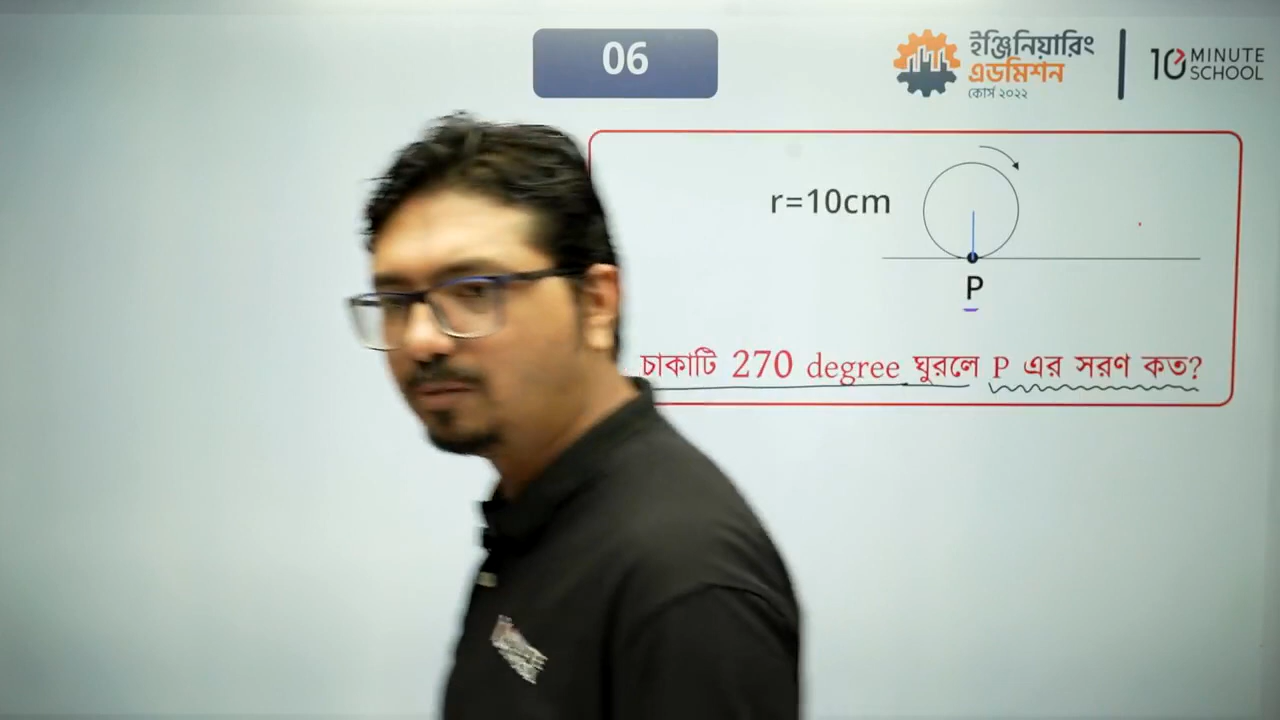 06
ইঞ্জিনিয়ারিং
এডমিশন
কোর্স ২০২২
10 MINUTE SCHOOL
r=10cm
P
চাকাটি 270 degree ঘুরলে P এর সরণ কত?